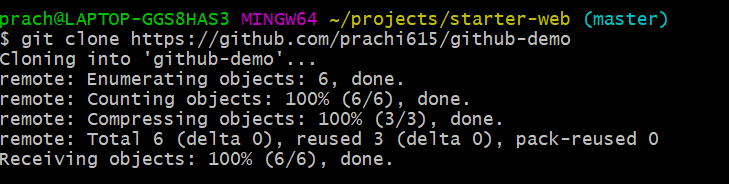 prach@LAPTOP-GGS8HAS3 MINGW64 ~/projects/starter-web (master)
$ git clone https://github.com/prachi615/github-demo
Cloning into 'github-demo'...
remote: Enumerating objects: 6, done.
remote: Counting objects: 100% (6/6), done.
remote: Compressing objects: 100% (3/3), done.
remote: Total 6 (delta 0), reused 3 (delta 0), pack-reused 0
Receiving objects: 100% (6/6), done.